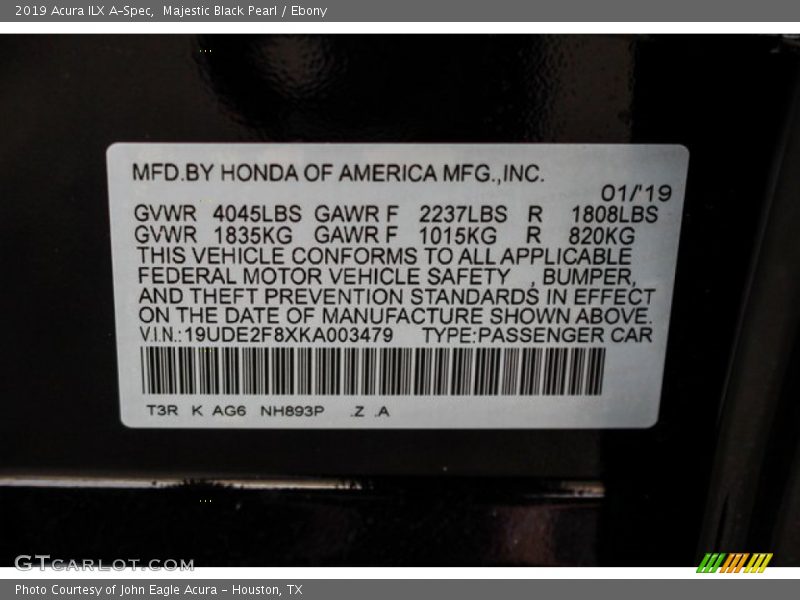 2019 Acura ILX A-Spec, Majestic Black Pearl / Ebony
MFD.BY HONDA OF AMERICA MFG.,INC.
01/'19
GVWR 4045LBS GAWR F 2237LBS R 1808LBS
GVWR 1835KG GAWR F 1015KG R 820KG
THIS VEHICLE CONFORMS TO ALL APPLICABLE
FEDERAL MOTOR VEHICLE SAFETY , BUMPER,
AND THEFT PREVENTION STANDARDS IN EFFECT
ON THE DATE OF MANUFACTURE SHOWN ABOVE.
V.I.N.:19UDE2F8XKA003479 TYPE:PASSENGER CAR
T3R K AG6 NH893P .Z .A
GTCARLOT.COM
Photo Courtesy of John Eagle Acura - Houston, TX